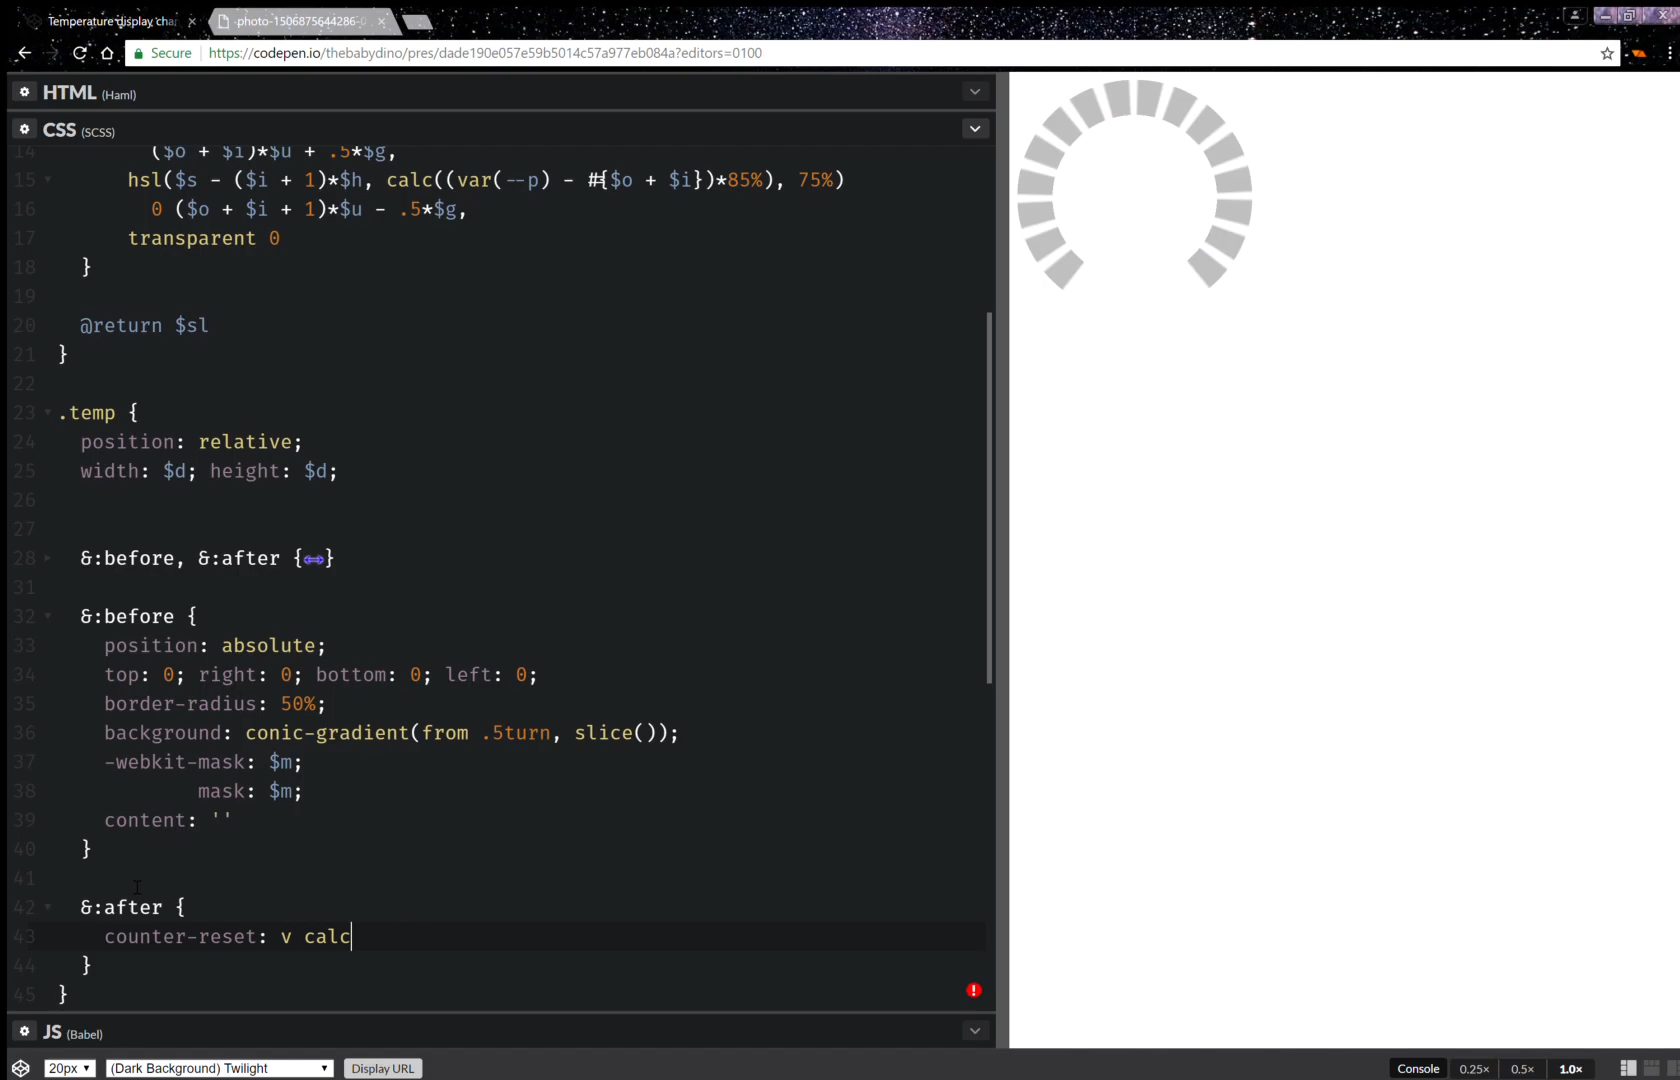 Temperature display cha
photo-1506875644286-0
Secure https://codepen.io/thebabydino/pres/dade190e057e59b5014c57a977eb084a?editors=0100
HTML (Haml)
CSS (SCSS)
14 ($o + $i)*$u + .5*$g,
15 hsl($s - ($i + 1)*$h, calc((var(--p) - #{$o + $i})*85%), 75%)
16 0 ($o + $i + 1)*$u - .5*$g,
17 transparent 0
18 }
19
20 @return $sl
21 }
22
23 .temp {
24 position: relative;
25 width: $d; height: $d;
26
27
28 &:before, &:after {↔}
31
32 &:before {
33 position: absolute;
34 top: 0; right: 0; bottom: 0; left: 0;
35 border-radius: 50%;
36 background: conic-gradient(from .5turn, slice());
37 -webkit-mask: $m;
38 mask: $m;
39 content: ''
40 }
41
42 &:after {
43 counter-reset: v calc
44 }
45 }
JS (Babel)
20px (Dark Background) Twilight Display URL Console 0.25× 0.5× 1.0×